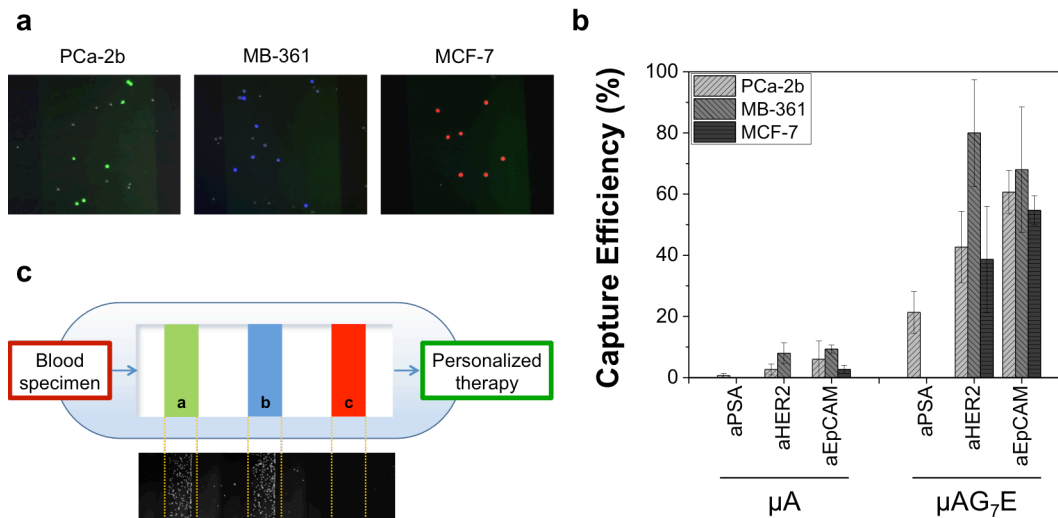 a
PCa-2b
MB-361
MCF-7
b
Capture Efficiency (%)
100
80
60
40
20
0
PCa-2b
MB-361
MCF-7
aPSA
aHER2
aEpCAM
aPSA
aHER2
aEpCAM
µA
µAG₇E
c
Blood
specimen
a
b
c
Personalized
therapy